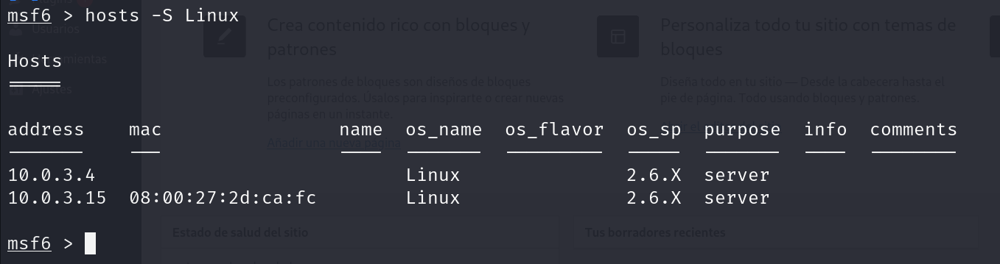 msf6 > hosts -S Linux
Usuarios
Crea contenido rico con bloques y
patrones
Personaliza todo tu sitio con temas de
bloques
Hosts
=====
Ajustes
Los patrones de bloques son diseños de bloques
preconfigurados. Úsalos para inspirarte o crear nuevas
páginas en un instante
Diseña todo en tu sitio — Desde la cabecera hasta el
pie de página. Todo usando bloques y patrones.
address mac name os_name os_flavor os_sp purpose info comments
Añadir una nueva página
10.0.3.4 Linux 2.6.X server
10.0.3.15 08:00:27:2d:ca:fc Linux 2.6.X server
Estado de salud del sitio
Tus borradores recientes
msf6 >